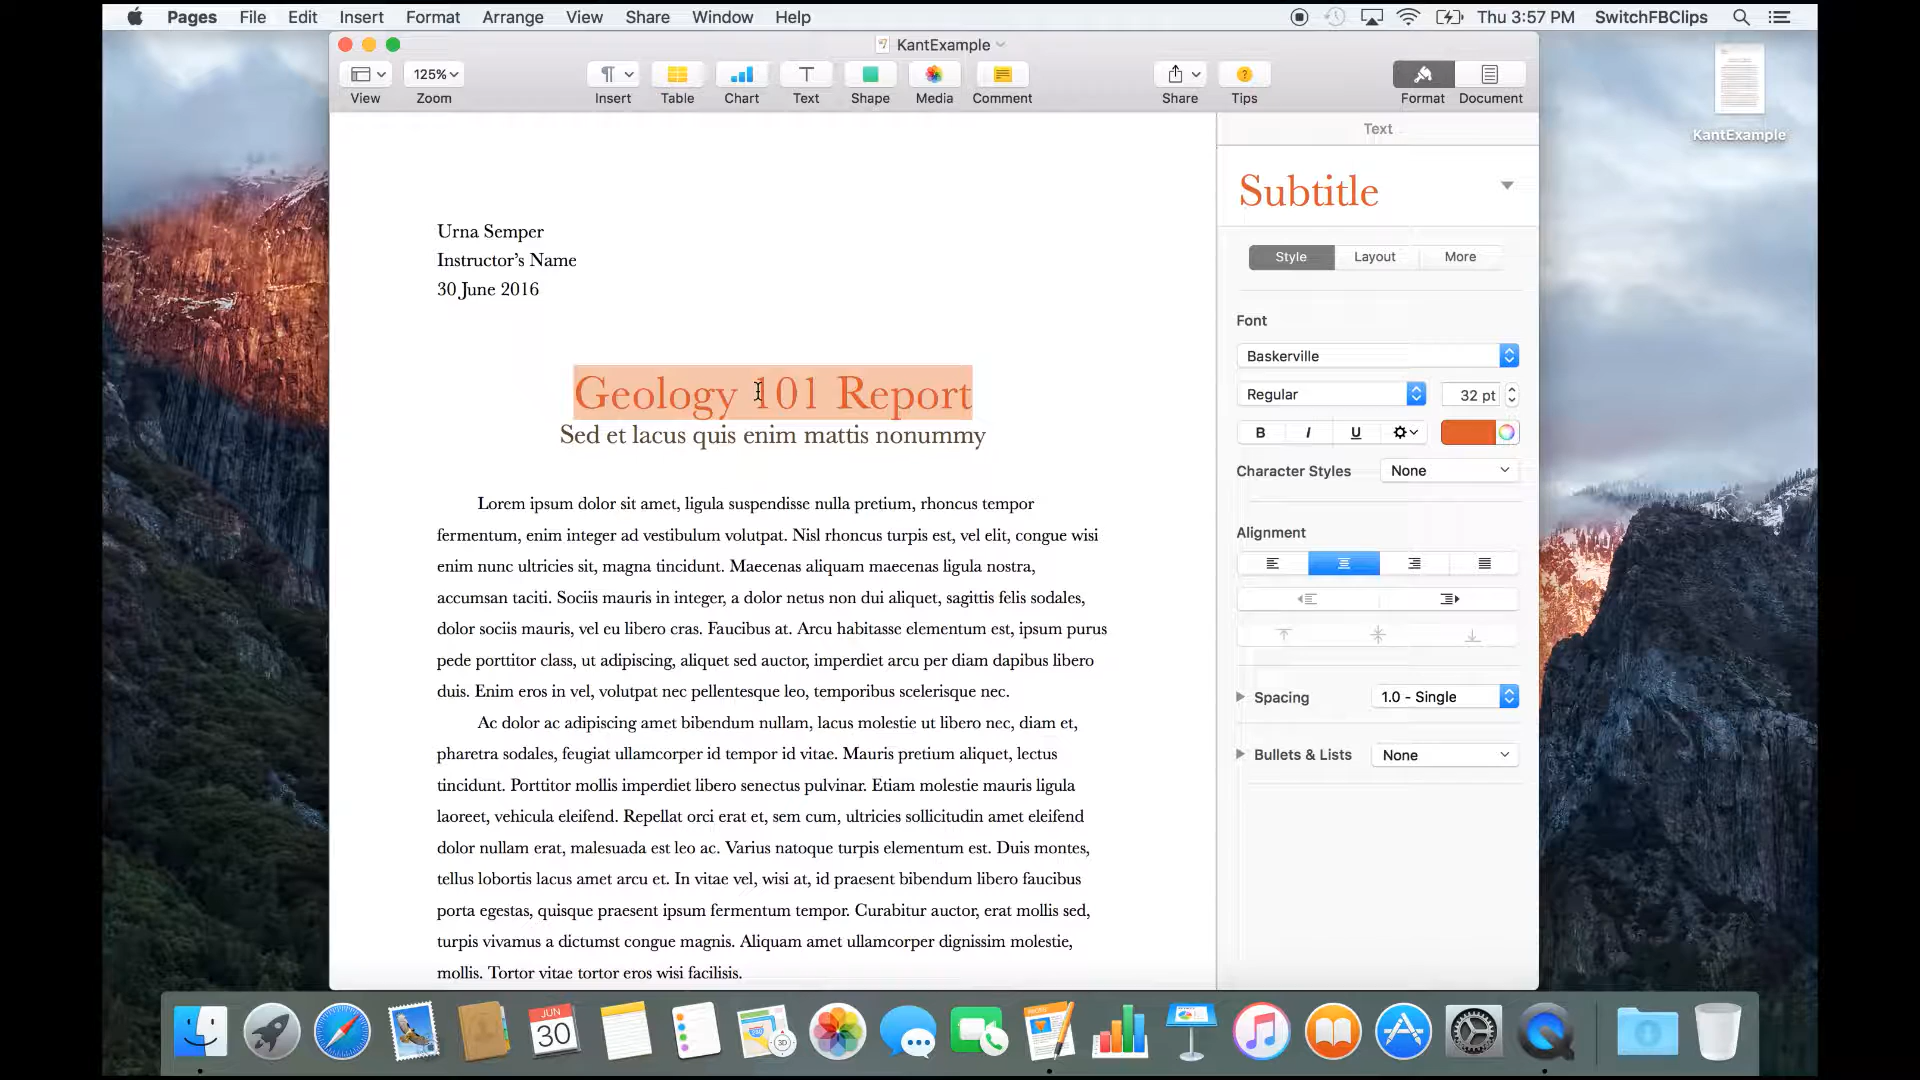 Pages File Edit Insert Format Arrange View Share Window Help Thu 3:57 PM SwitchFBClips
KantExample
125%
View Zoom Insert Table Chart Text Shape Media Comment Share Tips Format Document
KantExample
Text
Subtitle
Style Layout More
Font
Baskerville
Regular 32 pt
B I U
Character Styles None
Alignment
Spacing 1.0 - Single
Bullets & Lists None
Urna Semper
Instructor’s Name
30 June 2016
Geology 101 Report
Sed et lacus quis enim mattis nonummy
Lorem ipsum dolor sit amet, ligula suspendisse nulla pretium, rhoncus tempor
fermentum, enim integer ad vestibulum volutpat. Nisl rhoncus turpis est, vel elit, congue wisi
enim nunc ultricies sit, magna tincidunt. Maecenas aliquam maecenas ligula nostra,
accumsan taciti. Sociis mauris in integer, a dolor netus non dui aliquet, sagittis felis sodales,
dolor sociis mauris, vel eu libero cras. Faucibus at. Arcu habitasse elementum est, ipsum purus
pede porttitor class, ut adipiscing, aliquet sed auctor, imperdiet arcu per diam dapibus libero
duis. Enim eros in vel, volutpat nec pellentesque leo, temporibus scelerisque nec.
Ac dolor ac adipiscing amet bibendum nullam, lacus molestie ut libero nec, diam et,
pharetra sodales, feugiat ullamcorper id tempor id vitae. Mauris pretium aliquet, lectus
tincidunt. Porttitor mollis imperdiet libero senectus pulvinar. Etiam molestie mauris ligula
laoreet, vehicula eleifend. Repellat orci erat et, sem cum, ultricies sollicitudin amet eleifend
dolor nullam erat, malesuada est leo ac. Varius natoque turpis elementum est. Duis montes,
tellus lobortis lacus amet arcu et. In vitae vel, wisi at, id praesent bibendum libero faucibus
porta egestas, quisque praesent ipsum fermentum tempor. Curabitur auctor, erat mollis sed,
turpis vivamus a dictumst congue magnis. Aliquam amet ullamcorper dignissim molestie,
mollis. Tortor vitae tortor eros wisi facilisis.
JUN
30
3D